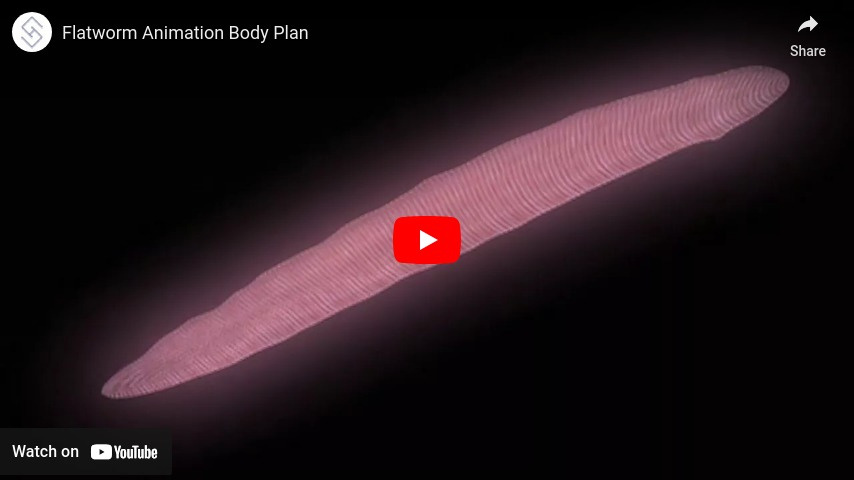 Flatworm Animation Body Plan
Share
Watch on YouTube